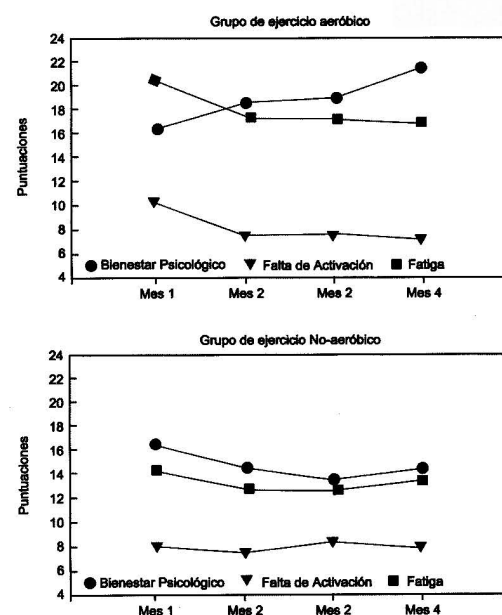 Grupo de ejercicio aeróbico
24
22
20
18
16
14
12
10
8
6
4
Puntuaciones
Bienestar Psicológico Falta de Activación Fatiga
Mes 1 Mes 2 Mes 2 Mes 4
Grupo de ejercicio No-aeróbico
24
22
20
18
16
14
12
10
8
6
4
Puntuaciones
Bienestar Psicológico Falta de Activación Fatiga
Mes 1 Mes 2 Mes 2 Mes 4